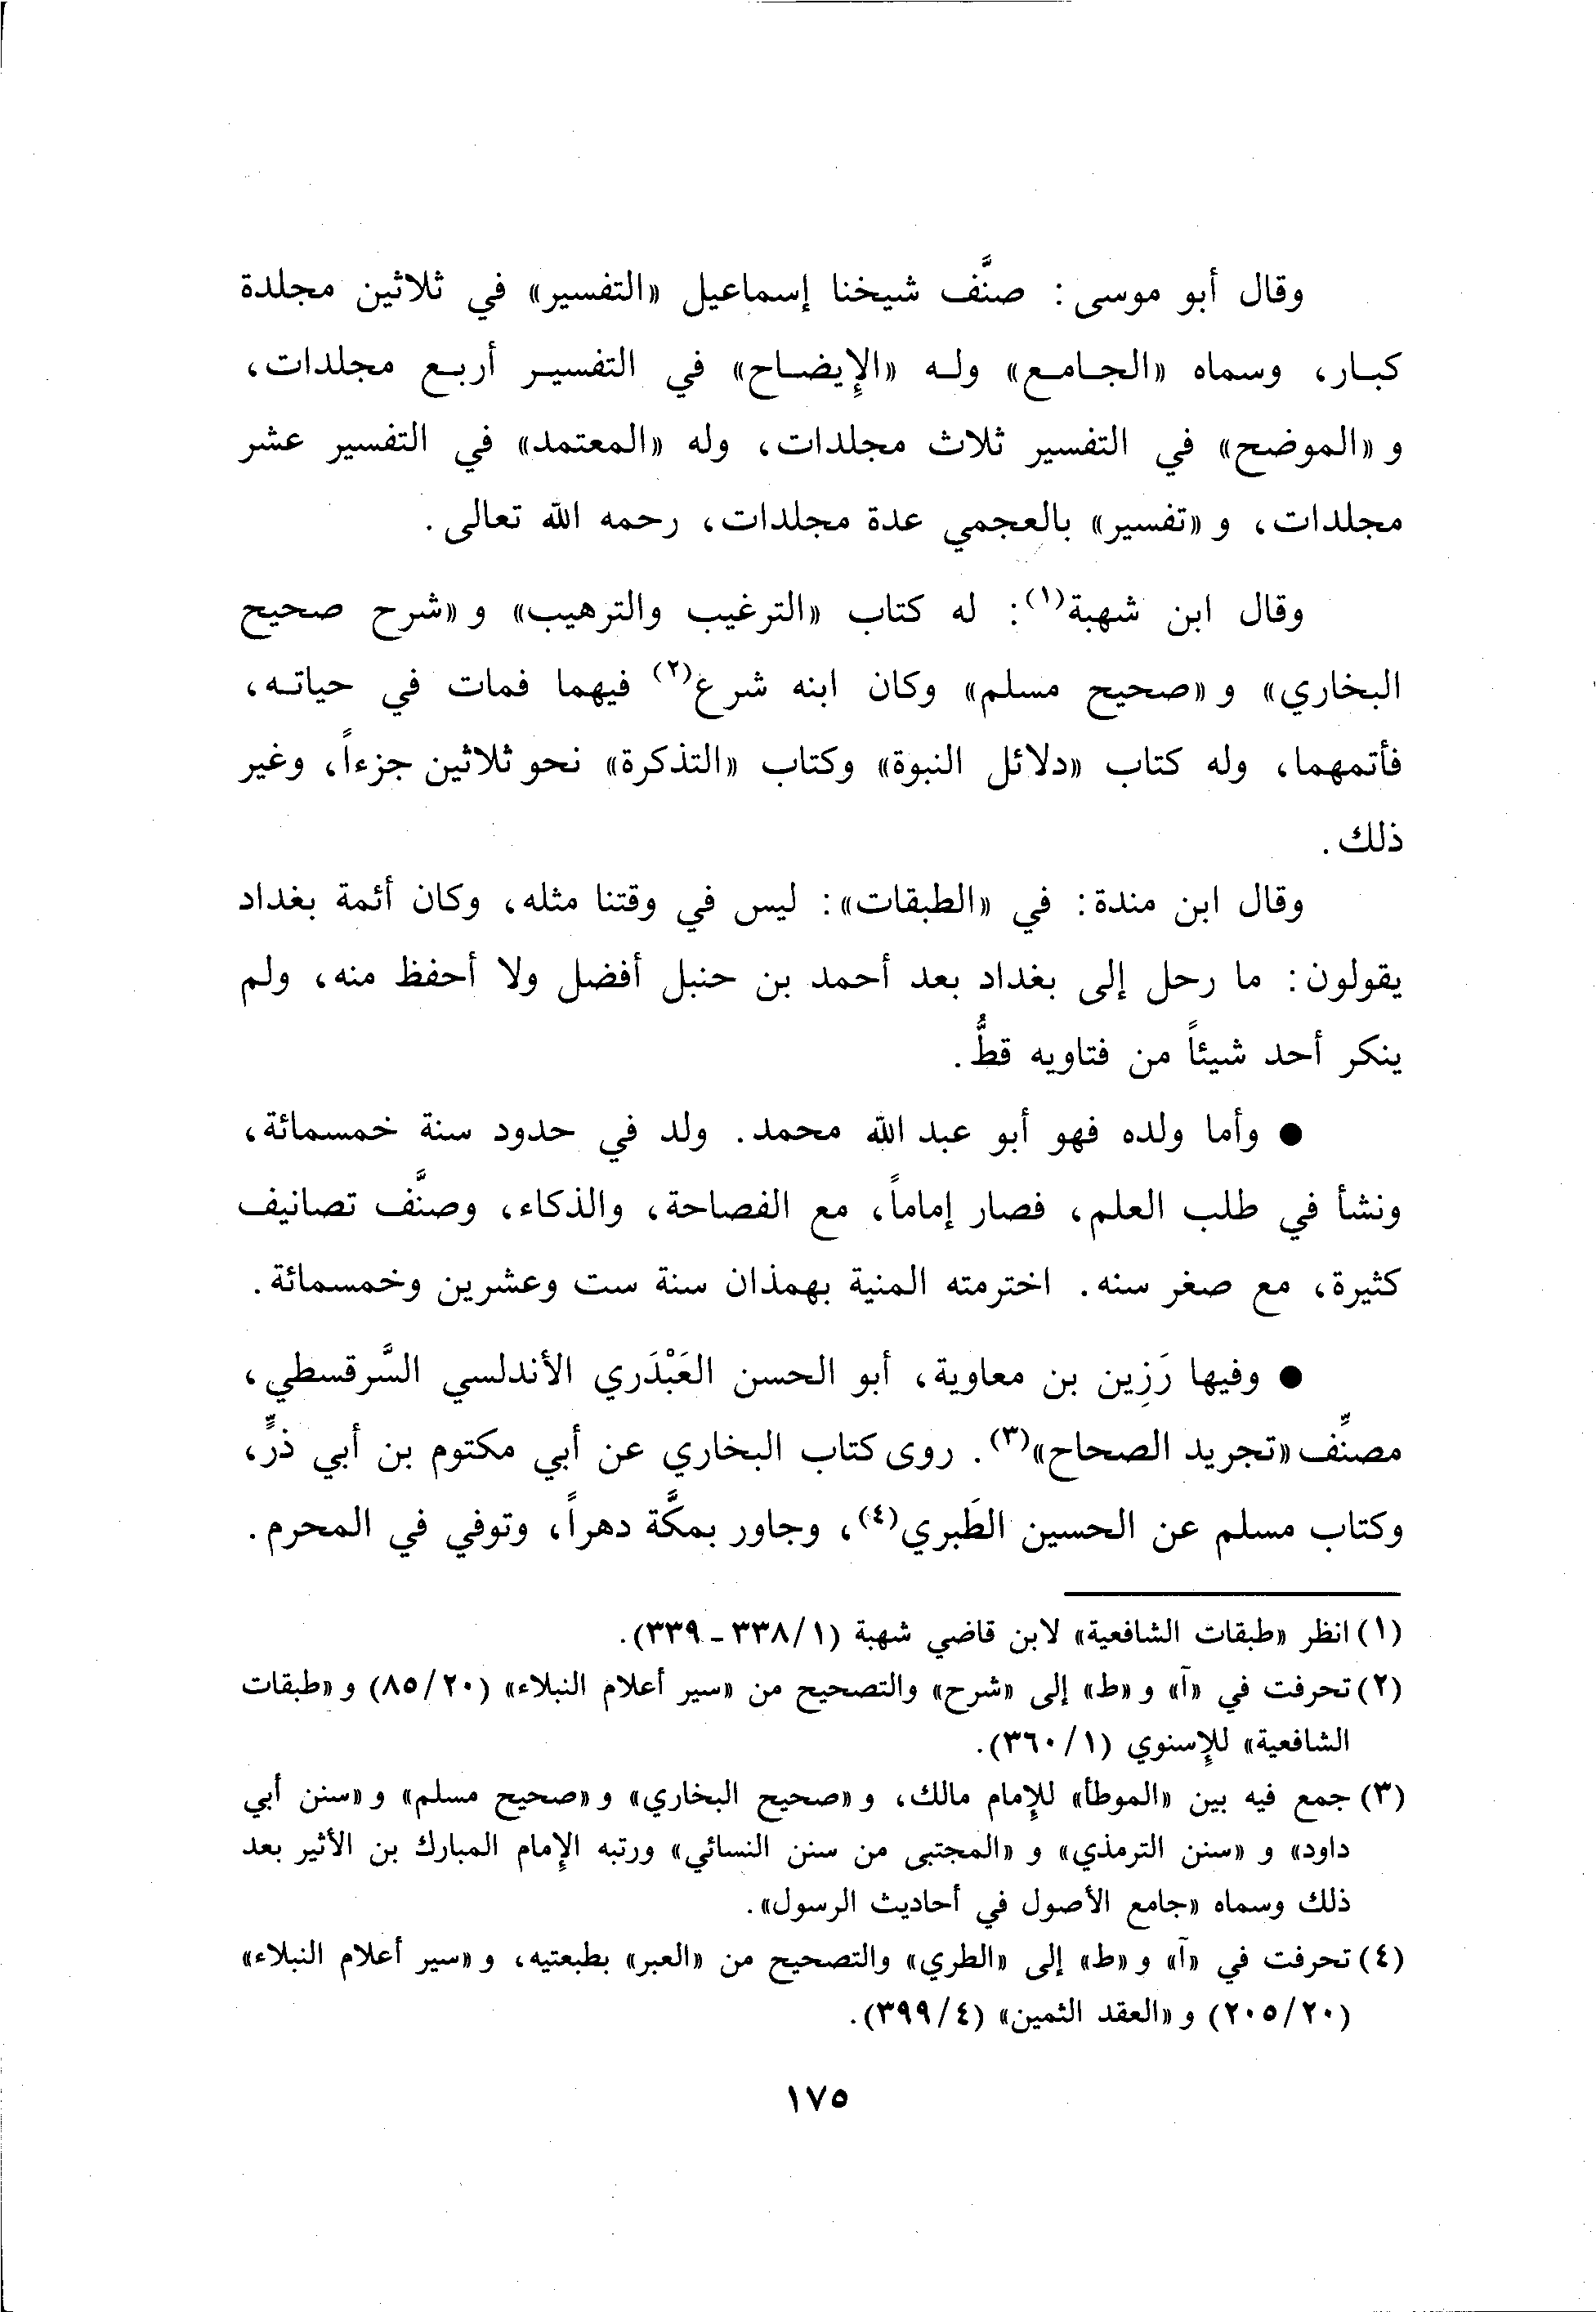 وقال أبو موسى: صنَّف شيخنا إسماعيل «التفسير» في ثلاثين مجلدة
كبـار، وسماه «الجـامـع» ولـه «الإيضـاح» في التفسيـر أربـع مجلدات،
و «الموضح» في التفسير ثلاث مجلدات، وله «المعتمد» في التفسير عشر
مجلدات، و «تفسير» بالعجمي عدة مجلدات، رحمه الله تعالى.
وقال ابن شهبة(١): له كتاب «الترغيب والترهيب» و «شرح صحيح
البخاري» و «صحيح مسلم» وكان ابنه شرع(٢) فيهما فمات في حياتـه،
فأتمهما، وله كتاب «دلائل النبوة» وكتاب «التذكرة» نحو ثلاثين جزءاً، وغير
ذلك.
وقال ابن مندة: في «الطبقات»: ليس في وقتنا مثله، وكان أئمة بغداد
يقولون: ما رحل إلى بغداد بعد أحمد بن حنبل أفضل ولا أحفظ منه، ولم
ينكر أحد شيئاً من فتاويه قطُّ.
● وأما ولده فهو أبو عبد الله محمد. ولد في حدود سنة خمسمائة،
ونشأ في طلب العلم، فصار إماماً، مع الفصاحة، والذكاء، وصنَّف تصانيف
كثيرة، مع صغر سنه. اخترمته المنية بهمذان سنة ست وعشرين وخمسمائة.
● وفيها رَزِين بن معاوية، أبو الحسن العَبْدَري الأندلسي السَّرقسطي،
مصنِّف «تجريد الصحاح»(٣). روى كتاب البخاري عن أبي مكتوم بن أبي ذرٍّ،
وكتاب مسلم عن الحسين الطَبري(٤)، وجاور بمكَّة دهراً، وتوفي في المحرم.
(١) انظر «طبقات الشافعية» لابن قاضي شهبة (١/ ٣٣٨ - ٣٣٩).
(٢) تحرفت في «آ» و «ط» إلى «شرح» والتصحيح من «سير أعلام النبلاء» (٢٠/ ٨٥) و «طبقات
الشافعية» للإسنوي (١/ ٣٦٠).
(٣) جمع فيه بين «الموطأ» للإمام مالك، و «صحيح البخاري» و «صحيح مسلم» و «سنن أبي
داود» و «سنن الترمذي» و «المجتبى من سنن النسائي» ورتبه الإمام المبارك بن الأثير بعد
ذلك وسماه «جامع الأصول في أحاديث الرسول».
(٤) تحرفت في «آ» و «ط» إلى «الطري» والتصحيح من «العبر» بطبعتيه، و «سير أعلام النبلاء»
(٢٠/ ٢٠٥) و «العقد الثمين» (٤/ ٣٩٩).
١٧٥